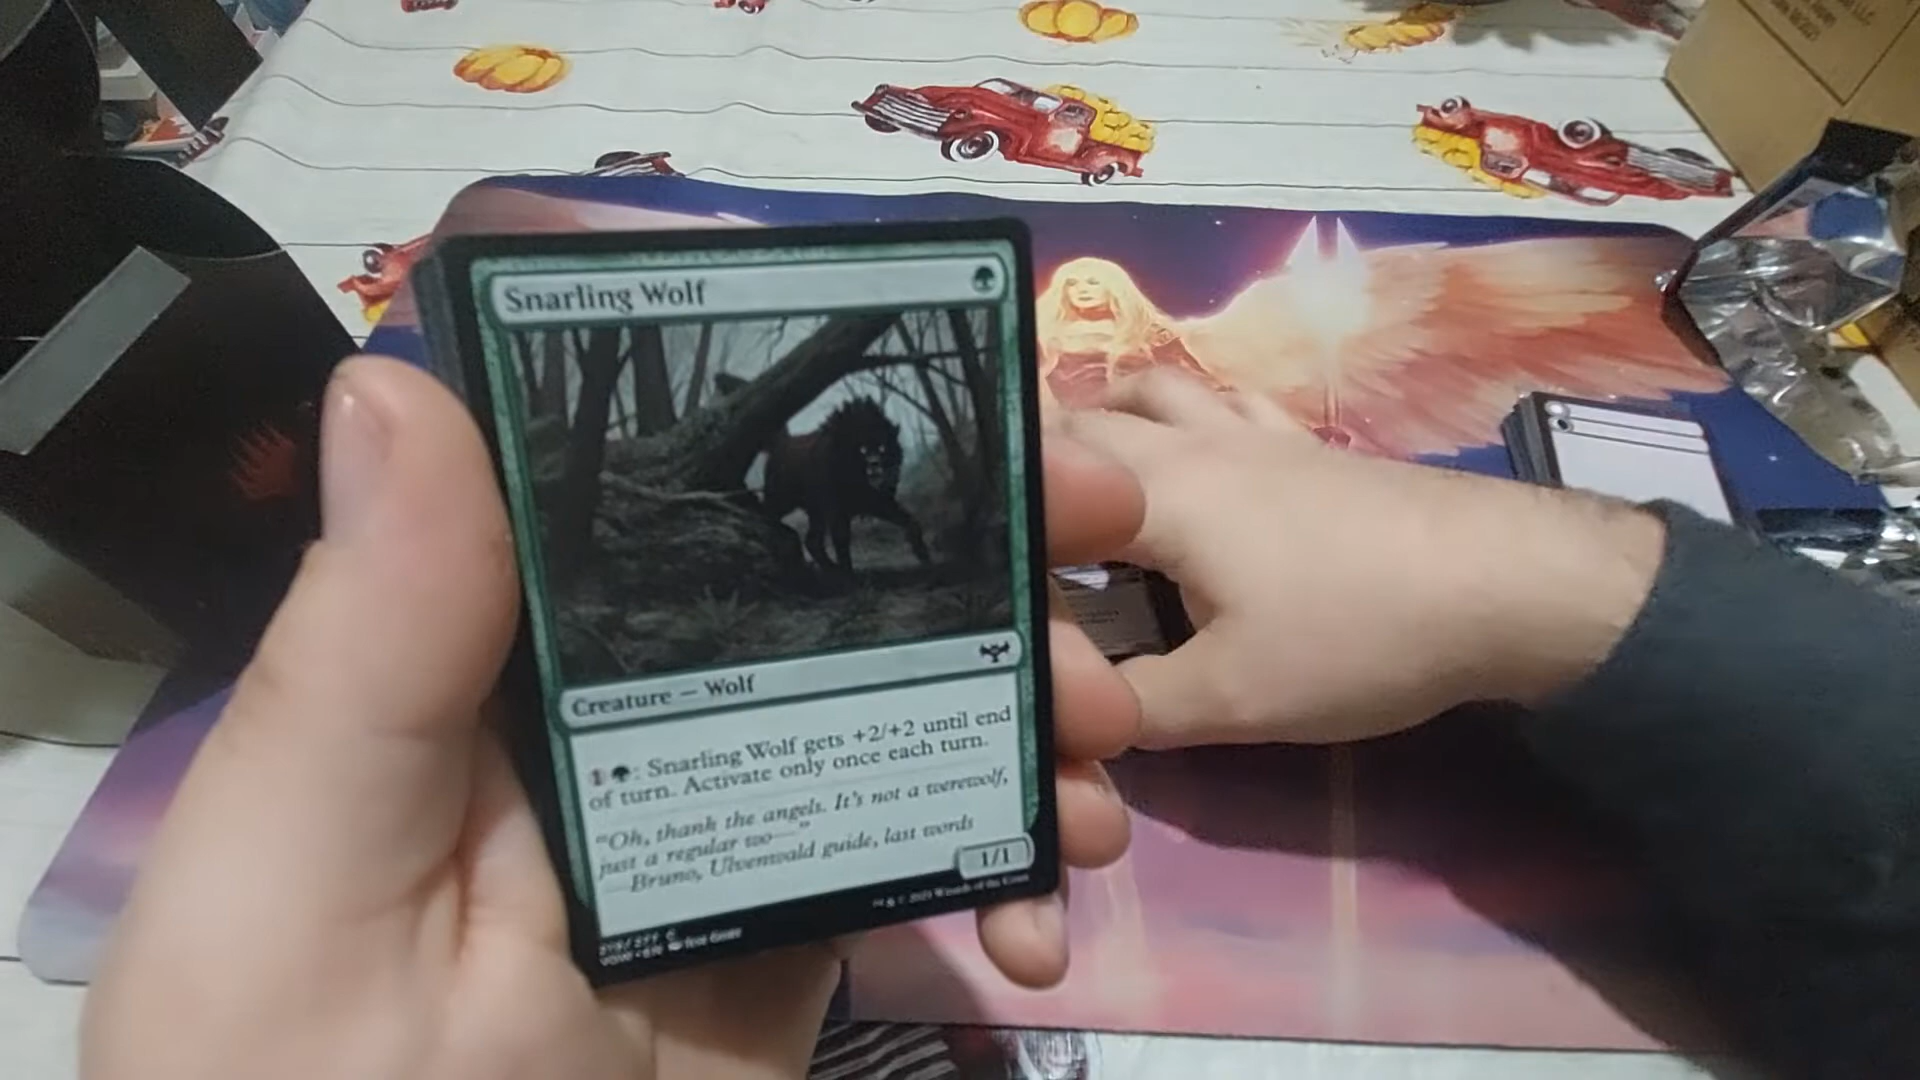 Snarling Wolf
Creature — Wolf
1: Snarling Wolf gets +2/+2 until end
of turn. Activate only once each turn.
"Oh, thank the angels. It's not a werewolf,
just a regular wo—"
—Bruno, Ulvenwald guide, last words
1/1